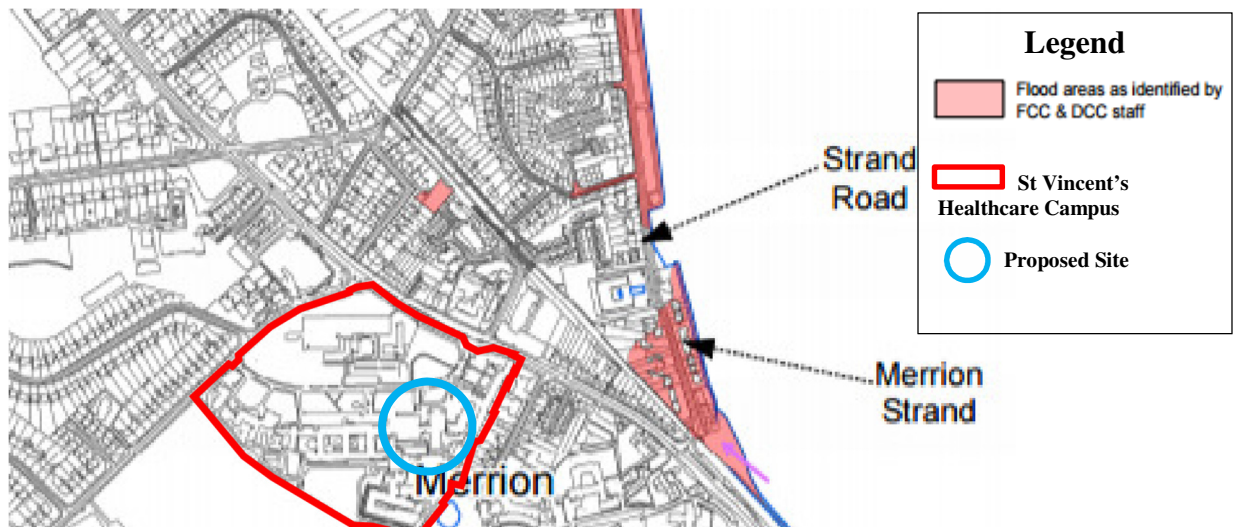 Legend
Flood areas as identified by
FCC & DCC staff
St Vincent's
Healthcare Campus
Proposed Site
Strand
Road
Merrion
Strand
Merrion